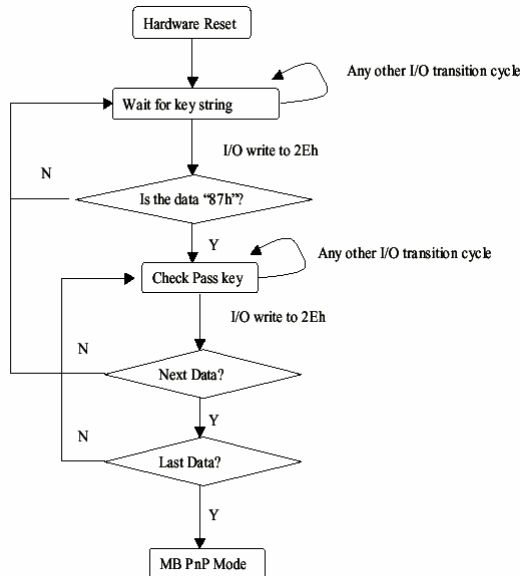 Hardware Reset
Any other I/O transition cycle
Wait for key string
I/O write to 2Eh
N
Is the data “87h”?
Y
Any other I/O transition cycle
Check Pass key
I/O write to 2Eh
N
Next Data?
Y
N
Last Data?
Y
MB PnP Mode